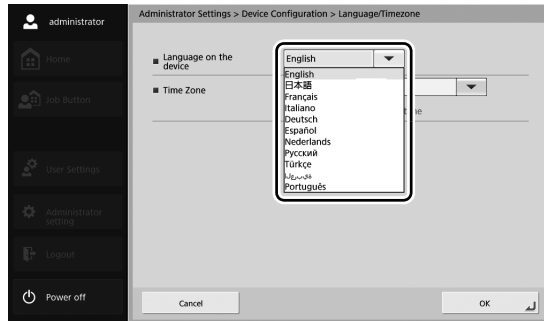 administrator
Administrator Settings > Device Configuration > Language/Timezone
Home
Job Button
User Settings
Administrator
setting
Logout
Power off
Language on the
device
English
English
日本語
Français
Italiano
Deutsch
Español
Nederlands
Русский
Türkçe
Português
Time Zone
Cancel
OK